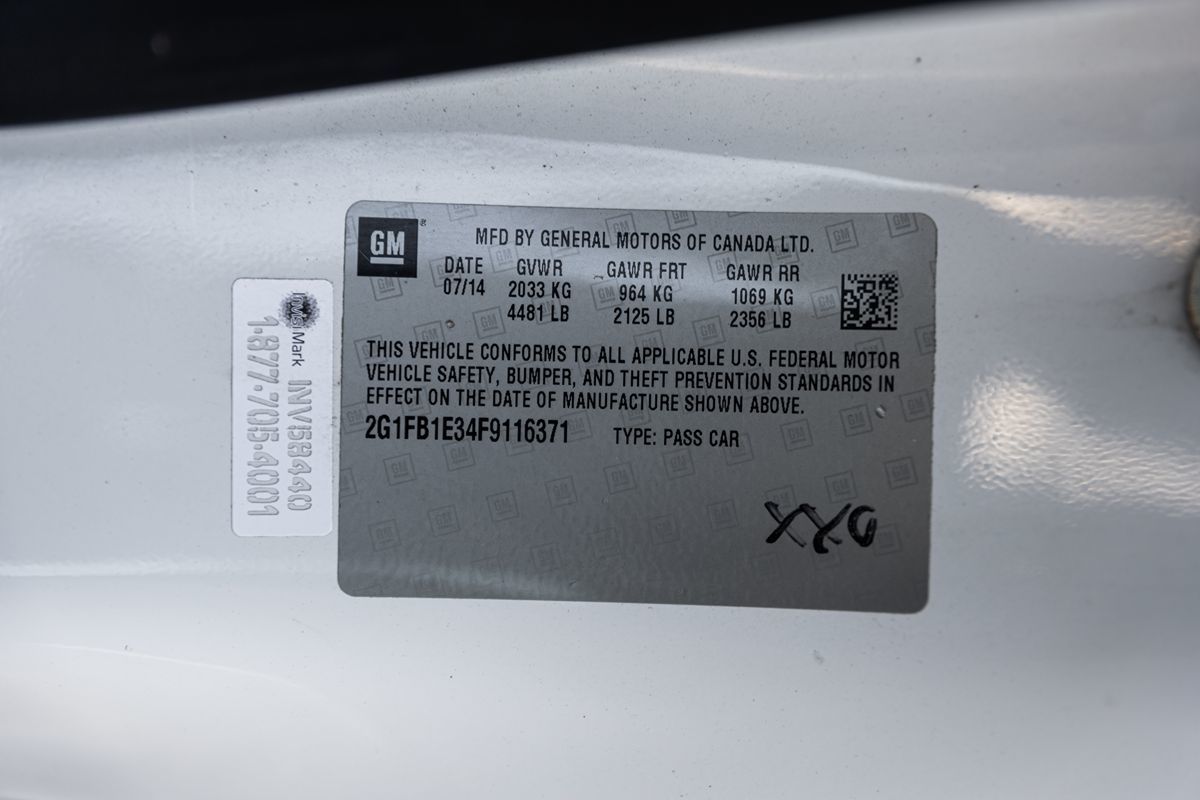 GM
MFD BY GENERAL MOTORS OF CANADA LTD.
DATE GVWR GAWR FRT GAWR RR
07/14 2033 KG 964 KG 1069 KG
4481 LB 2125 LB 2356 LB
THIS VEHICLE CONFORMS TO ALL APPLICABLE U.S. FEDERAL MOTOR
VEHICLE SAFETY, BUMPER, AND THEFT PREVENTION STANDARDS IN
EFFECT ON THE DATE OF MANUFACTURE SHOWN ABOVE.
2G1FB1E34F9116371 TYPE: PASS CAR
Mark INV58440
1-877-705-4001